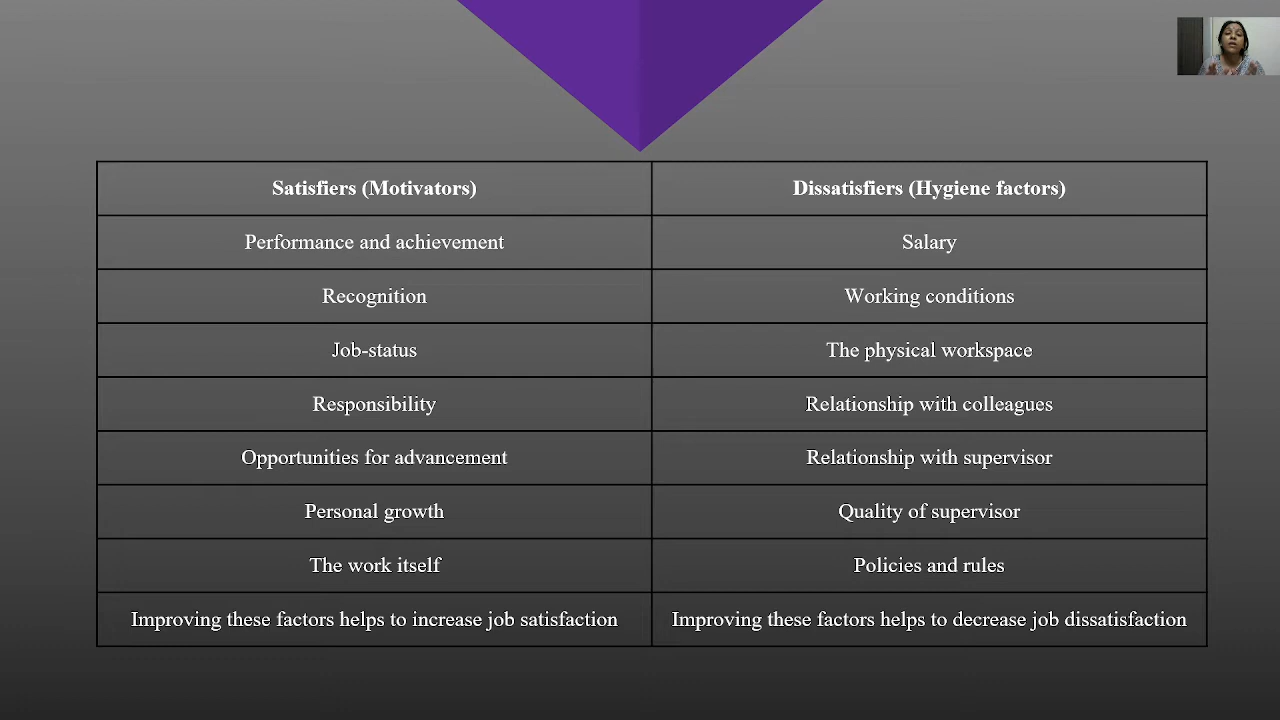 Satisfiers (Motivators)
Dissatisfiers (Hygiene factors)
Performance and achievement
Salary
Recognition
Working conditions
Job-status
The physical workspace
Responsibility
Relationship with colleagues
Opportunities for advancement
Relationship with supervisor
Personal growth
Quality of supervisor
The work itself
Policies and rules
Improving these factors helps to increase job satisfaction
Improving these factors helps to decrease job dissatisfaction